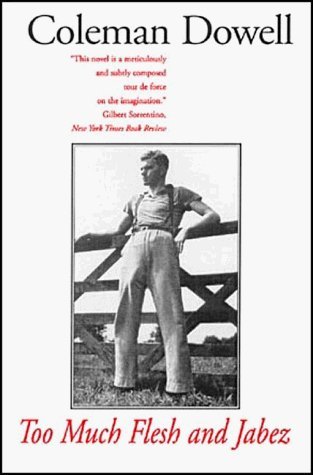 Coleman Dowell
"This novel is a meticulously
and subtly composed
tour de force
on the imagination."
Gilbert Sorrentino,
New York Times Book Review
Too Much Flesh and Jabez